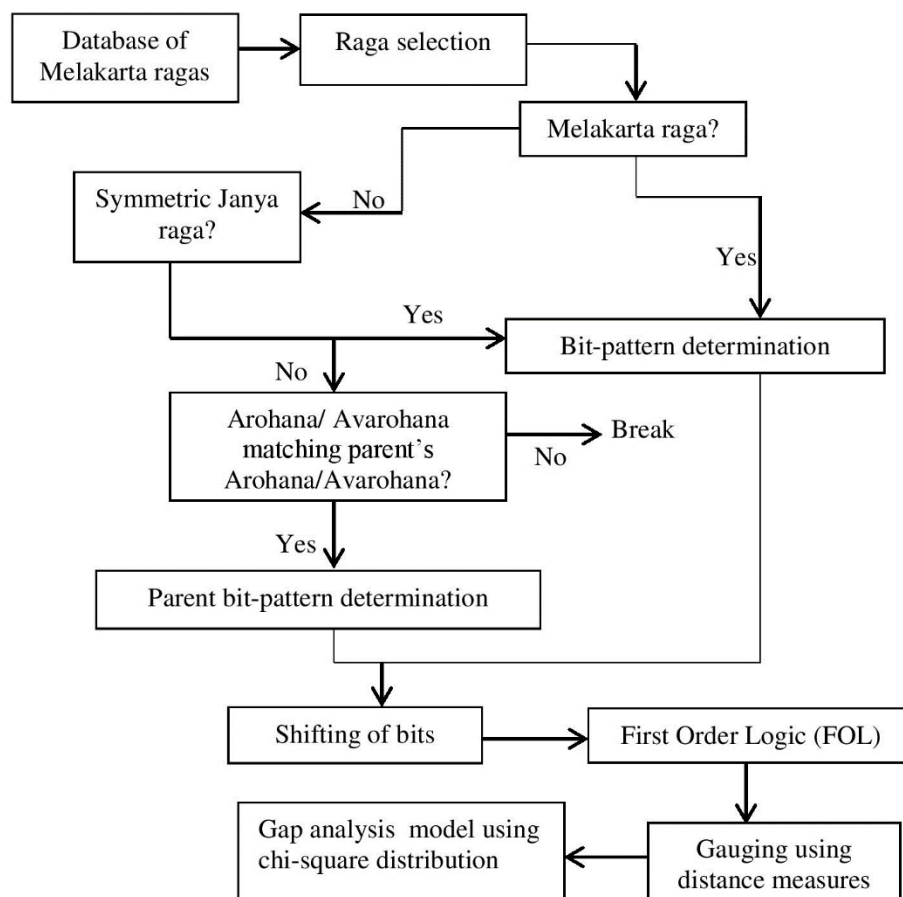 Database of
Melakarta ragas
Raga selection
Melakarta raga?
No
Symmetric Janya
raga?
Yes
Yes
Bit-pattern determination
No
Arohana/ Avarohana
matching parent's
Arohana/Avarohana?
Break
No
Yes
Parent bit-pattern determination
Shifting of bits
First Order Logic (FOL)
Gap analysis model using
chi-square distribution
Gauging using
distance measures